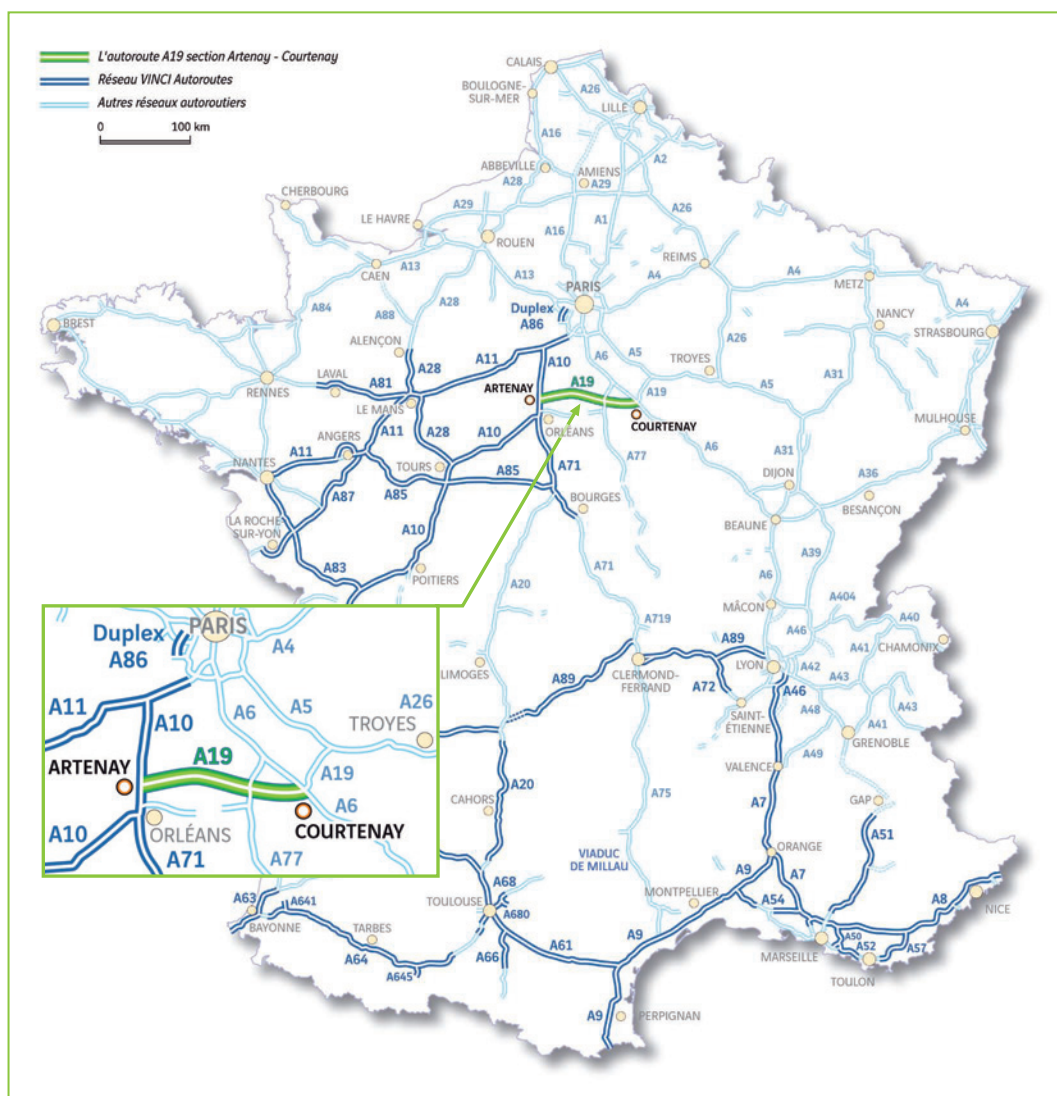 L'autoroute A19 section Artenay - Courtenay
Réseau VINCI Autoroutes
Autres réseaux autoroutiers
0 100 km
CALAIS
BOULOGNE-
SUR-MER
A26
LILLE
A16
A2
ABBEVILLE
AMIENS
A28
A29
CHERBOURG
LE HAVRE
A29
A1
A26
A16
ROUEN
REIMS
CAEN
A13
A13
A4
A4
METZ
PARIS
A84
A88
A28
Duplex
A86
A4
NANCY
STRASBOURG
BREST
ALENÇON
A11
A10
A6
A5
TROYES
A26
A31
RENNES
LAVAL
A81
A28
A19
A19
A5
LE MANS
ARTENAY
COURTENAY
ORLÉANS
MULHOUSE
ANGERS
A11
A28
A10
A6
A31
A11
NANTES
TOURS
A85
A71
A77
DIJON
A36
A87
A85
BOURGES
BESANÇON
LA ROCHE-
SUR-YON
A10
BEAUNE
A83
POITIERS
A20
A71
A39
A6
MÂCON
A404
A40
A719
A46
CHAMONIX
A89
A41
LIMOGES
A89
CLERMOND-
FERRAND
LYON
A42
A72
A46
A43
A43
SAINT-
ÉTIENNE
A48
A41
GRENOBLE
A49
VALENCE
A20
A75
A7
CAHORS
GAP
A51
VIADUC
DE MILLAU
ORANGE
A9
A7
A68
MONTPELLIER
A63
A641
TOULOUSE
A680
A54
A8
NICE
BAYONNE
TARBES
A9
A50
A52
A57
A64
A66
A61
MARSEILLE
A645
TOULON
A9
PERPIGNAN
PARIS
Duplex
A86
A4
A11
A10
A6
A5
A26
TROYES
A19
ARTENAY
A19
A6
A10
ORLÉANS
COURTENAY
A71
A77